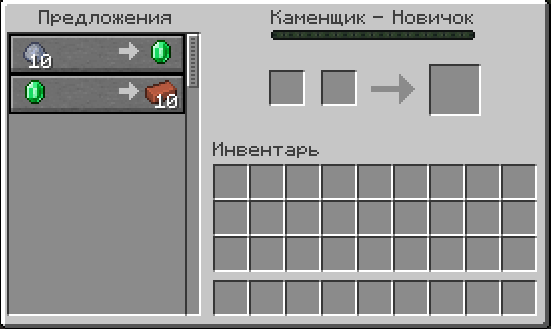 Предложения
Каменщик – Новичок
10
10
Инвентарь